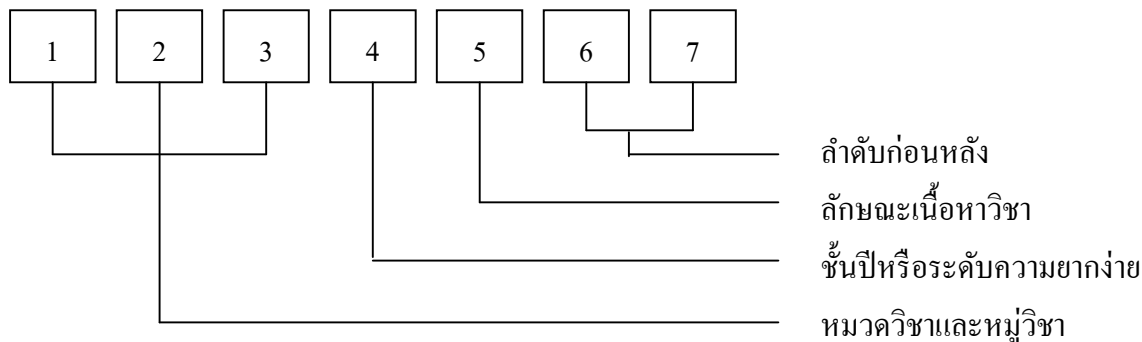 1 2 3 4 5 6 7
ลำดับก่อนหลัง
ลักษณะเนื้อหาวิชา
ชั้นปีหรือระดับความยากง่าย
หมวดวิชาและหมู่วิชา